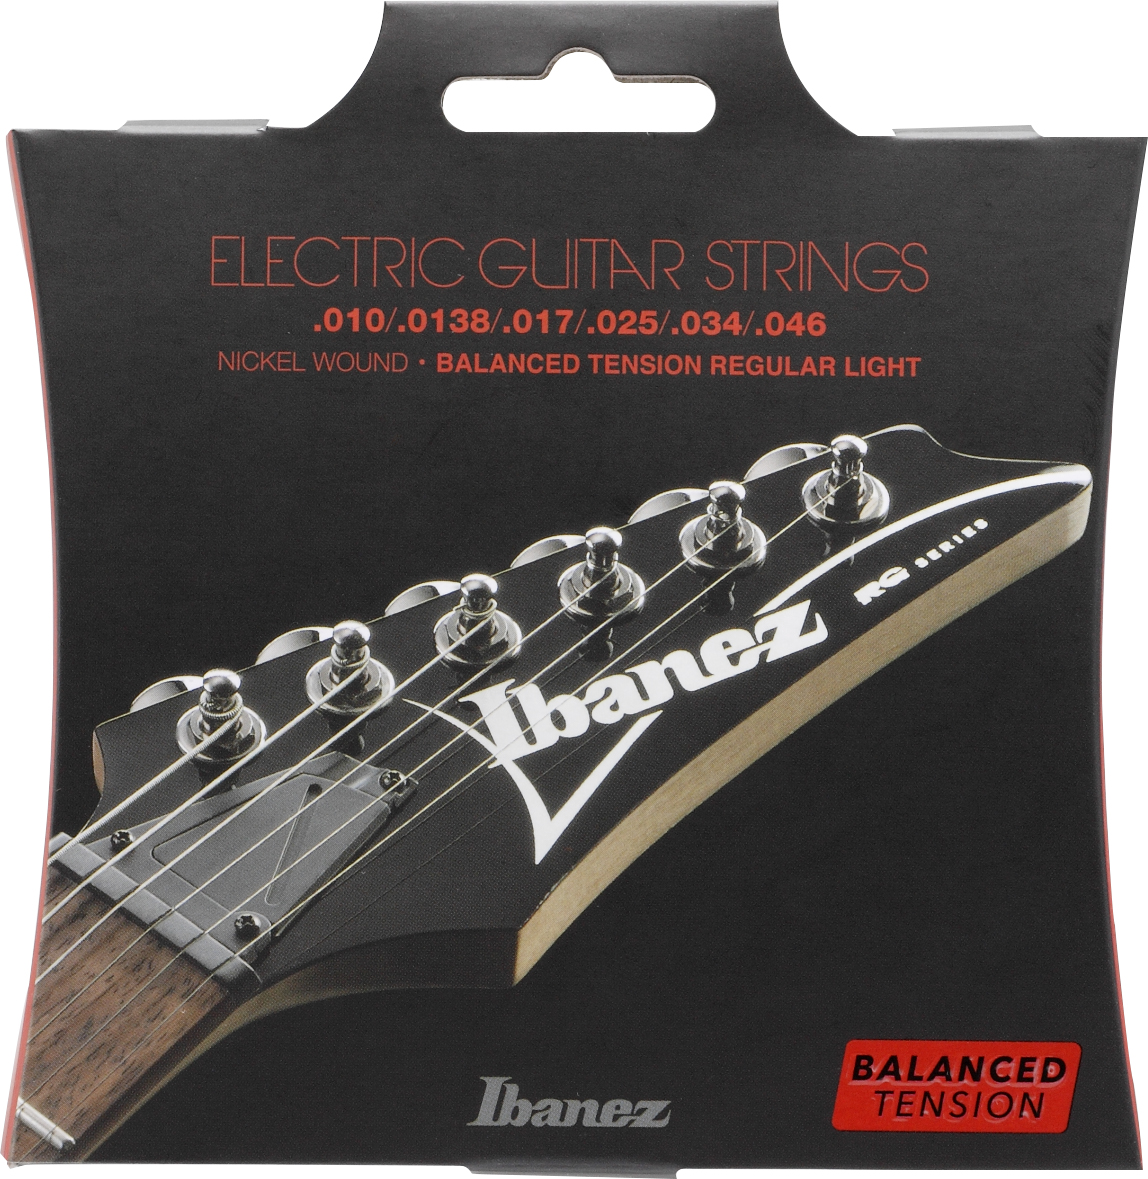 ELECTRIC GUITAR STRINGS
.010/.0138/.017/.025/.034/.046
NICKEL WOUND • BALANCED TENSION REGULAR LIGHT
RG SERIES
Ibanez
Ibanez
BALANCED
TENSION